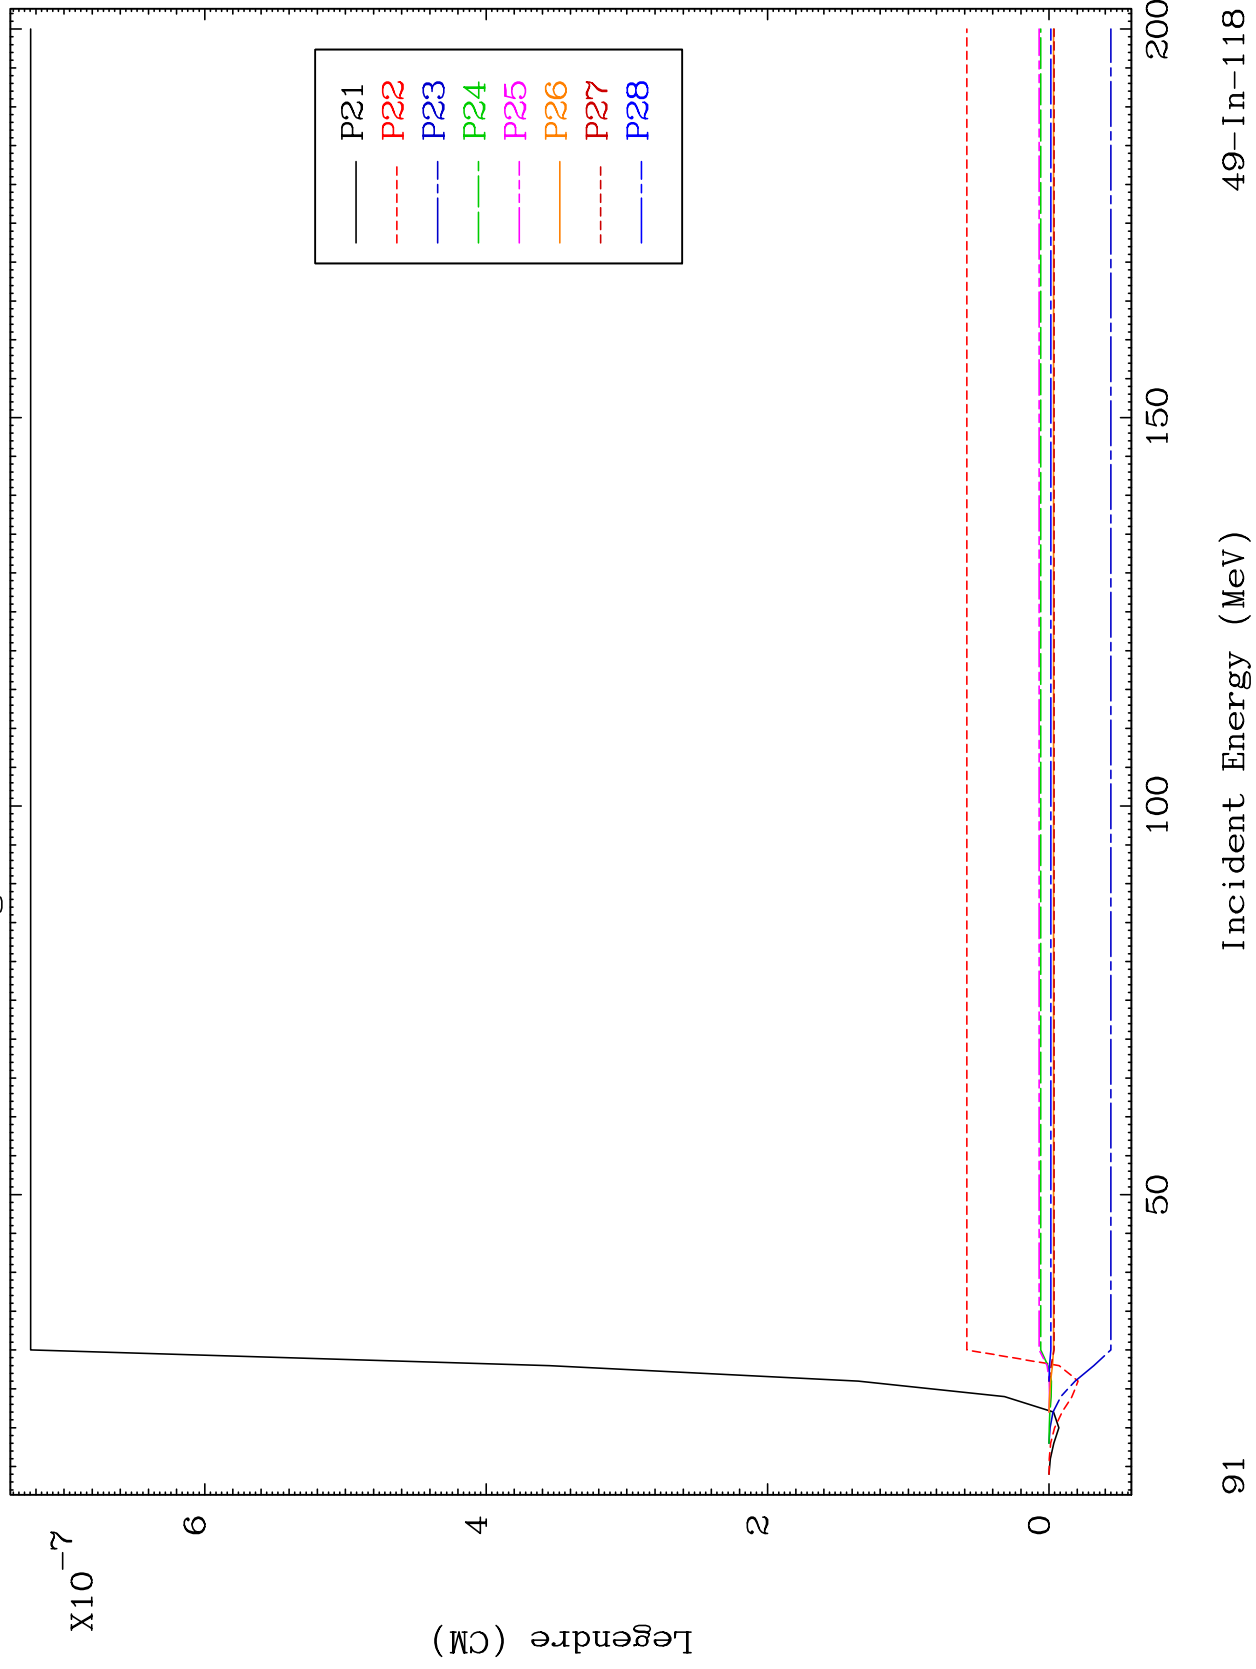 X10-7
6
4
2
0
Legendre (CM)
P21
P22
P23
P24
P25
P26
P27
P28
50
100
150
200
Incident Energy (MeV)
91
49-In-118